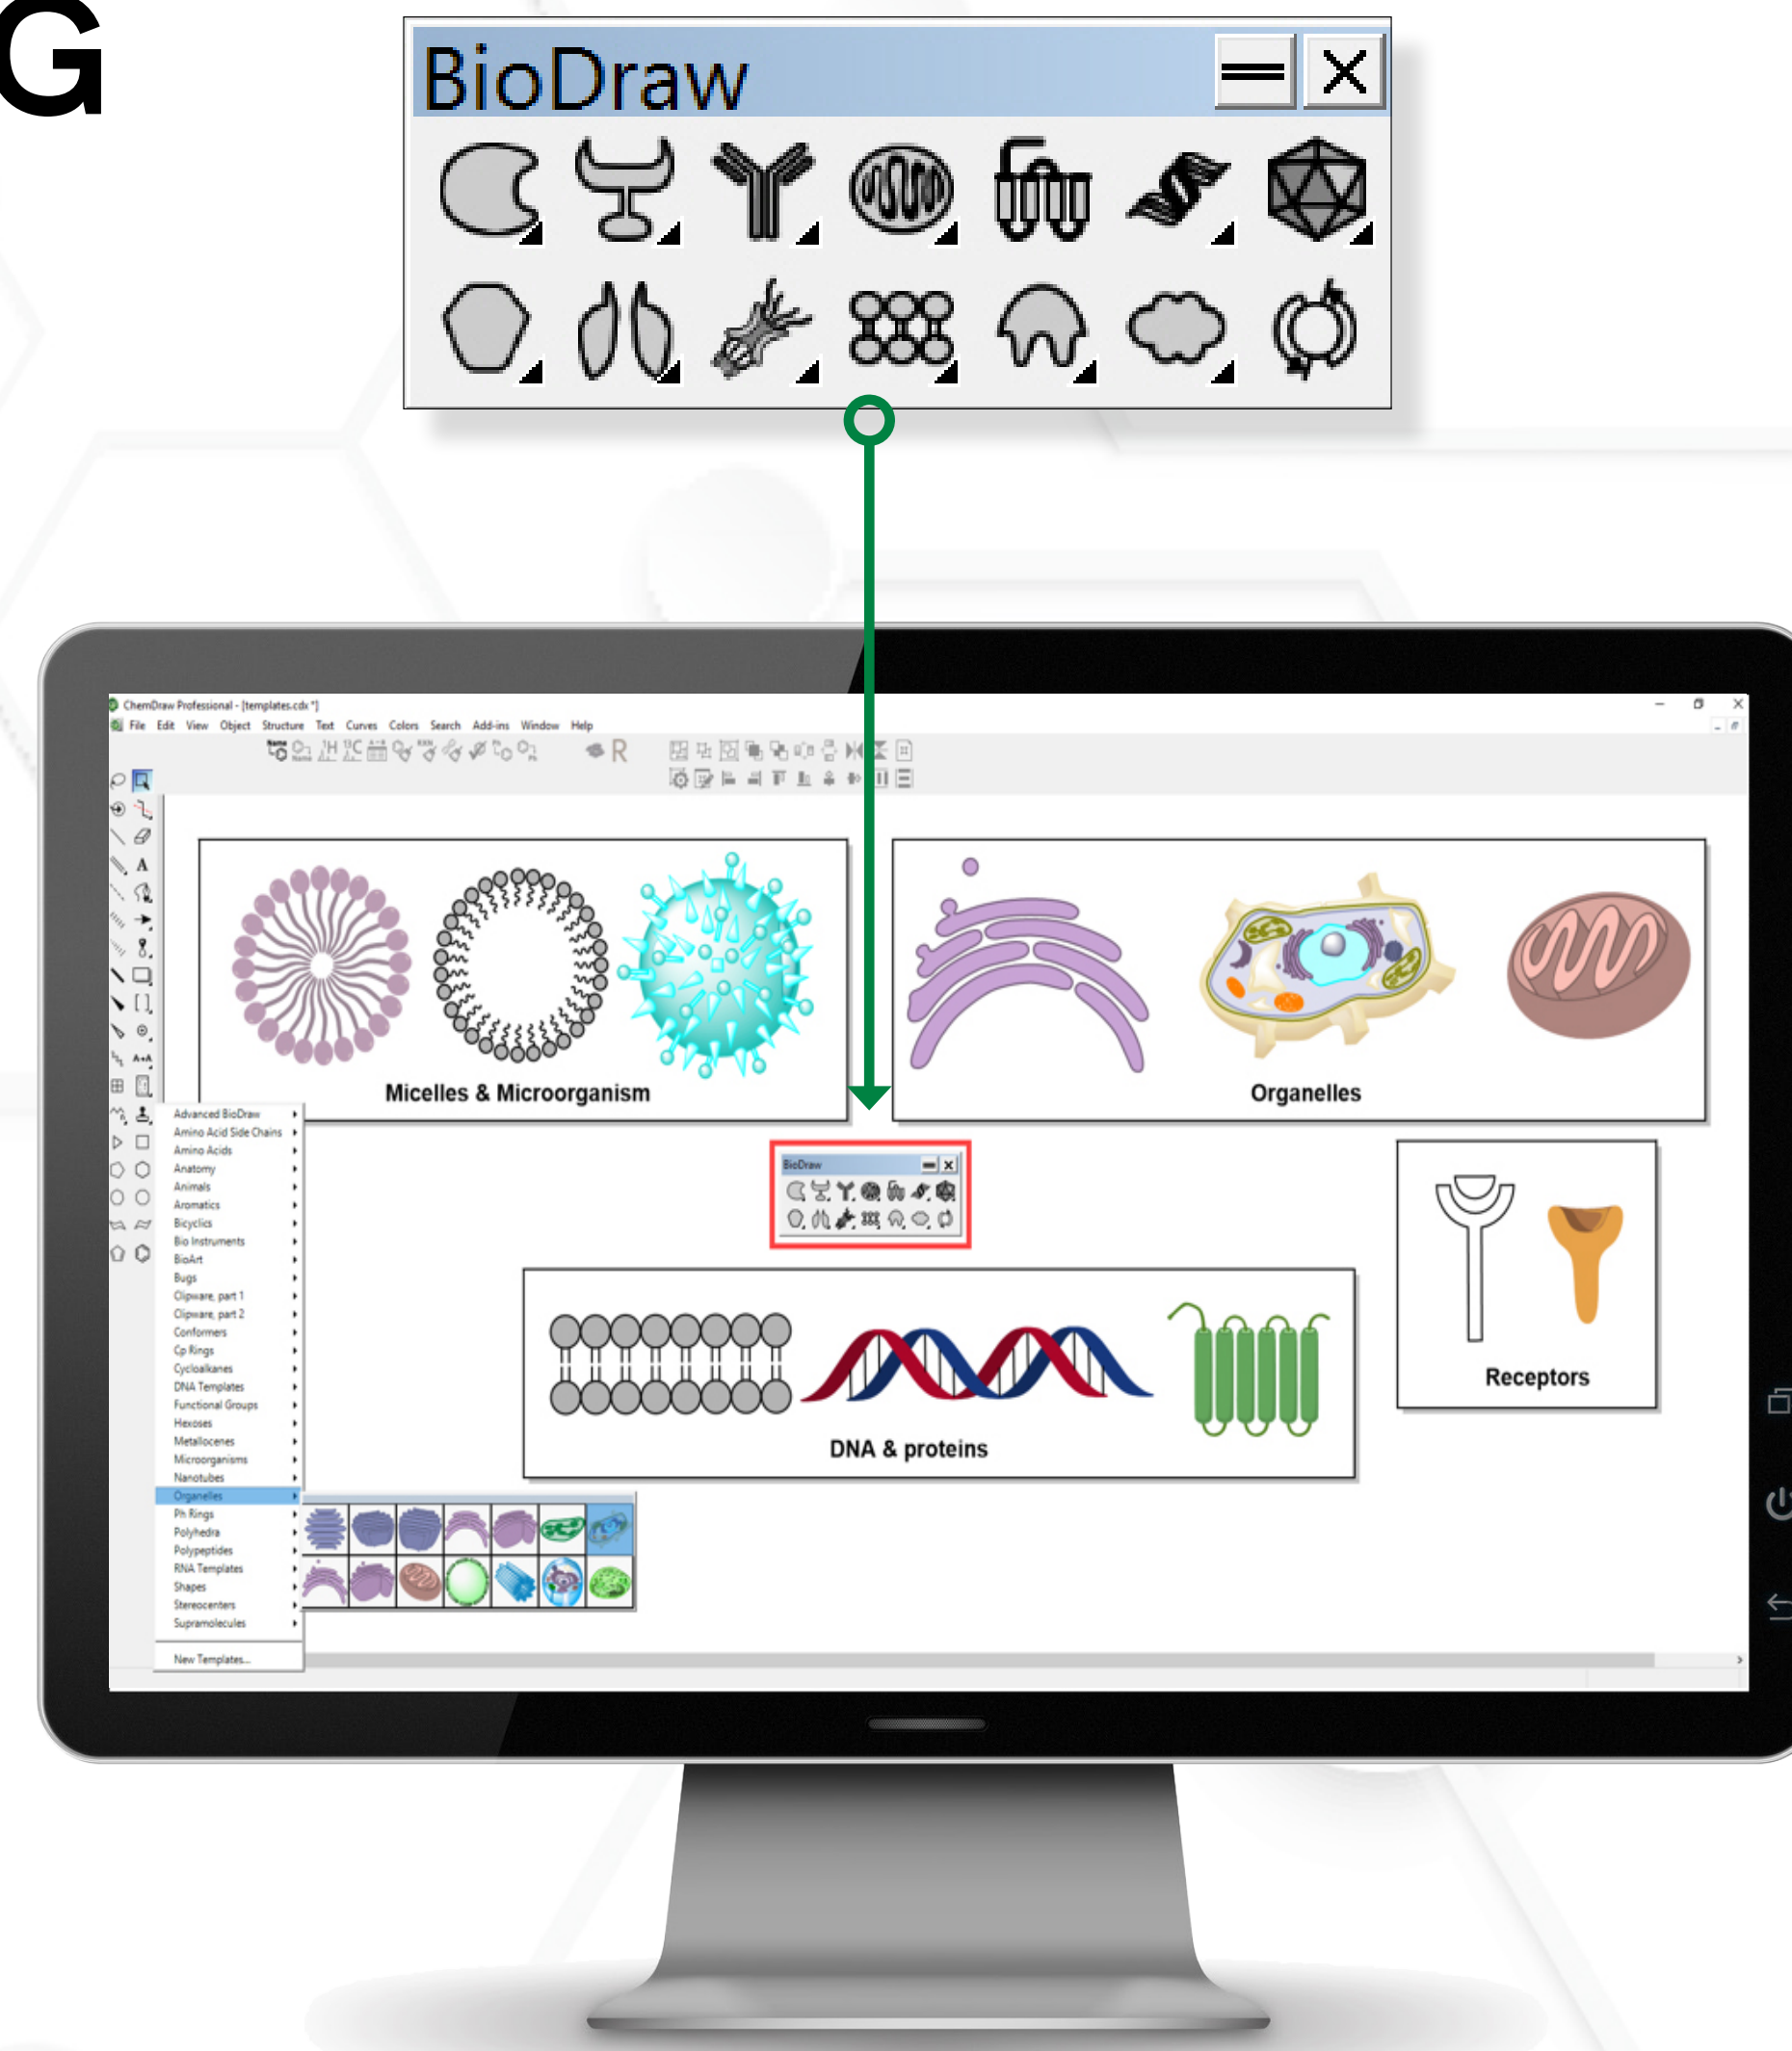 G
BioDraw
ChemDraw Professional - [templates.cdx *]
File Edit View Object Structure Text Curves Colors Search Add-ins Window Help
Micelles & Microorganism
Organelles
BioDraw
Receptors
DNA & proteins
Advanced BioDraw
Amino Acid Side Chains
Amino Acids
Anatomy
Animals
Aromatics
Bicyclics
Bio Instruments
BioArt
Bugs
Clipware, part 1
Clipware, part 2
Conformers
Cp Rings
Cycloalkanes
DNA Templates
Functional Groups
Hexoses
Metallocenes
Microorganisms
Nanotubes
Organelles
Ph Rings
Polyhedra
Polypeptides
RNA Templates
Shapes
Stereocenters
Supramolecules
New Templates...